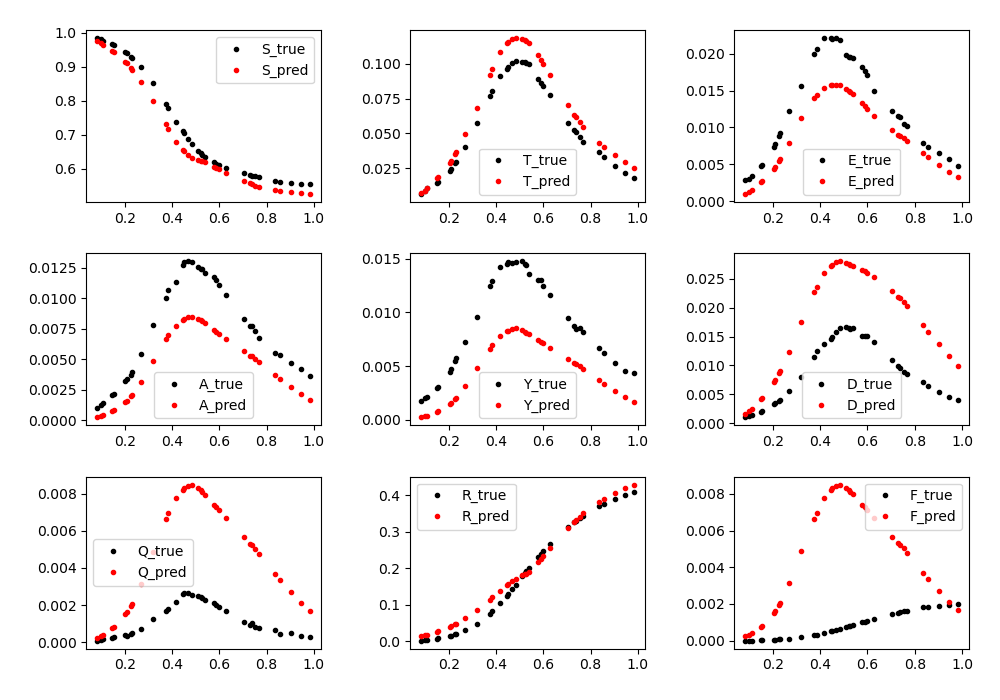 1.0
0.9
0.8
0.7
0.6
S_true
S_pred
0.2 0.4 0.6 0.8 1.0
0.100
0.075
0.050
0.025
T_true
T_pred
0.2 0.4 0.6 0.8 1.0
0.020
0.015
0.010
0.005
0.000
E_true
E_pred
0.2 0.4 0.6 0.8 1.0
0.0125
0.0100
0.0075
0.0050
0.0025
0.0000
A_true
A_pred
0.2 0.4 0.6 0.8 1.0
0.015
0.010
0.005
0.000
Y_true
Y_pred
0.2 0.4 0.6 0.8 1.0
0.025
0.020
0.015
0.010
0.005
0.000
D_true
D_pred
0.2 0.4 0.6 0.8 1.0
0.008
0.006
0.004
0.002
0.000
Q_true
Q_pred
0.2 0.4 0.6 0.8 1.0
0.4
0.3
0.2
0.1
0.0
R_true
R_pred
0.2 0.4 0.6 0.8 1.0
0.008
0.006
0.004
0.002
0.000
F_true
F_pred
0.2 0.4 0.6 0.8 1.0